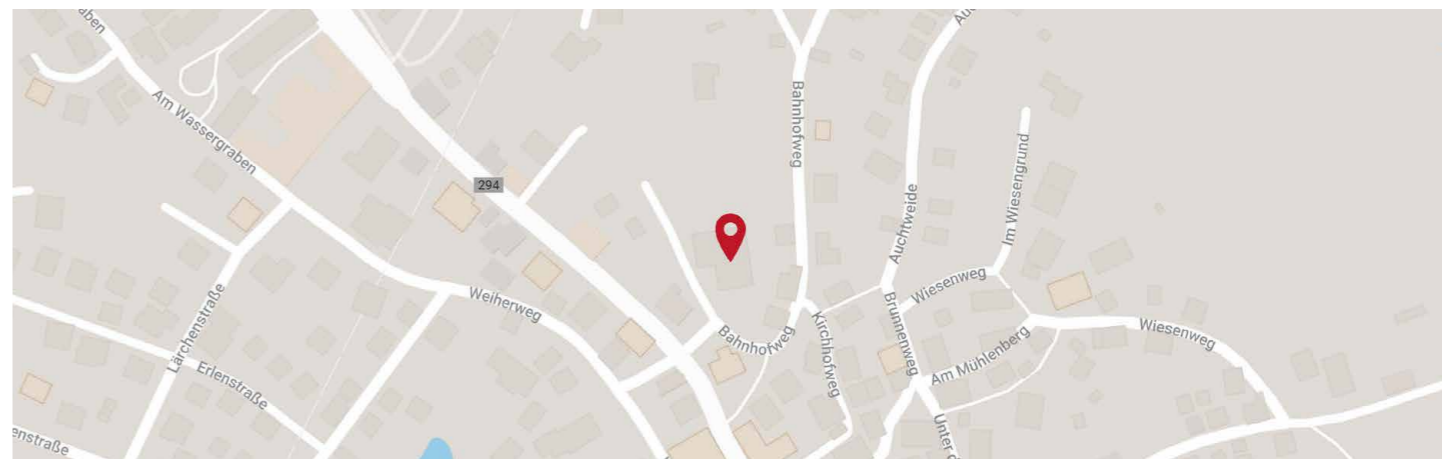 Am Wassergraben
294
Bahnhofweg
Auchtweide
Im Wiesengrund
Lärchenstraße
Weiherweg
Erlenstraße
Bahnhofweg
Kirchhofweg
Brunnenweg
Wiesenweg
Am Mühlenberg
Wiesenweg